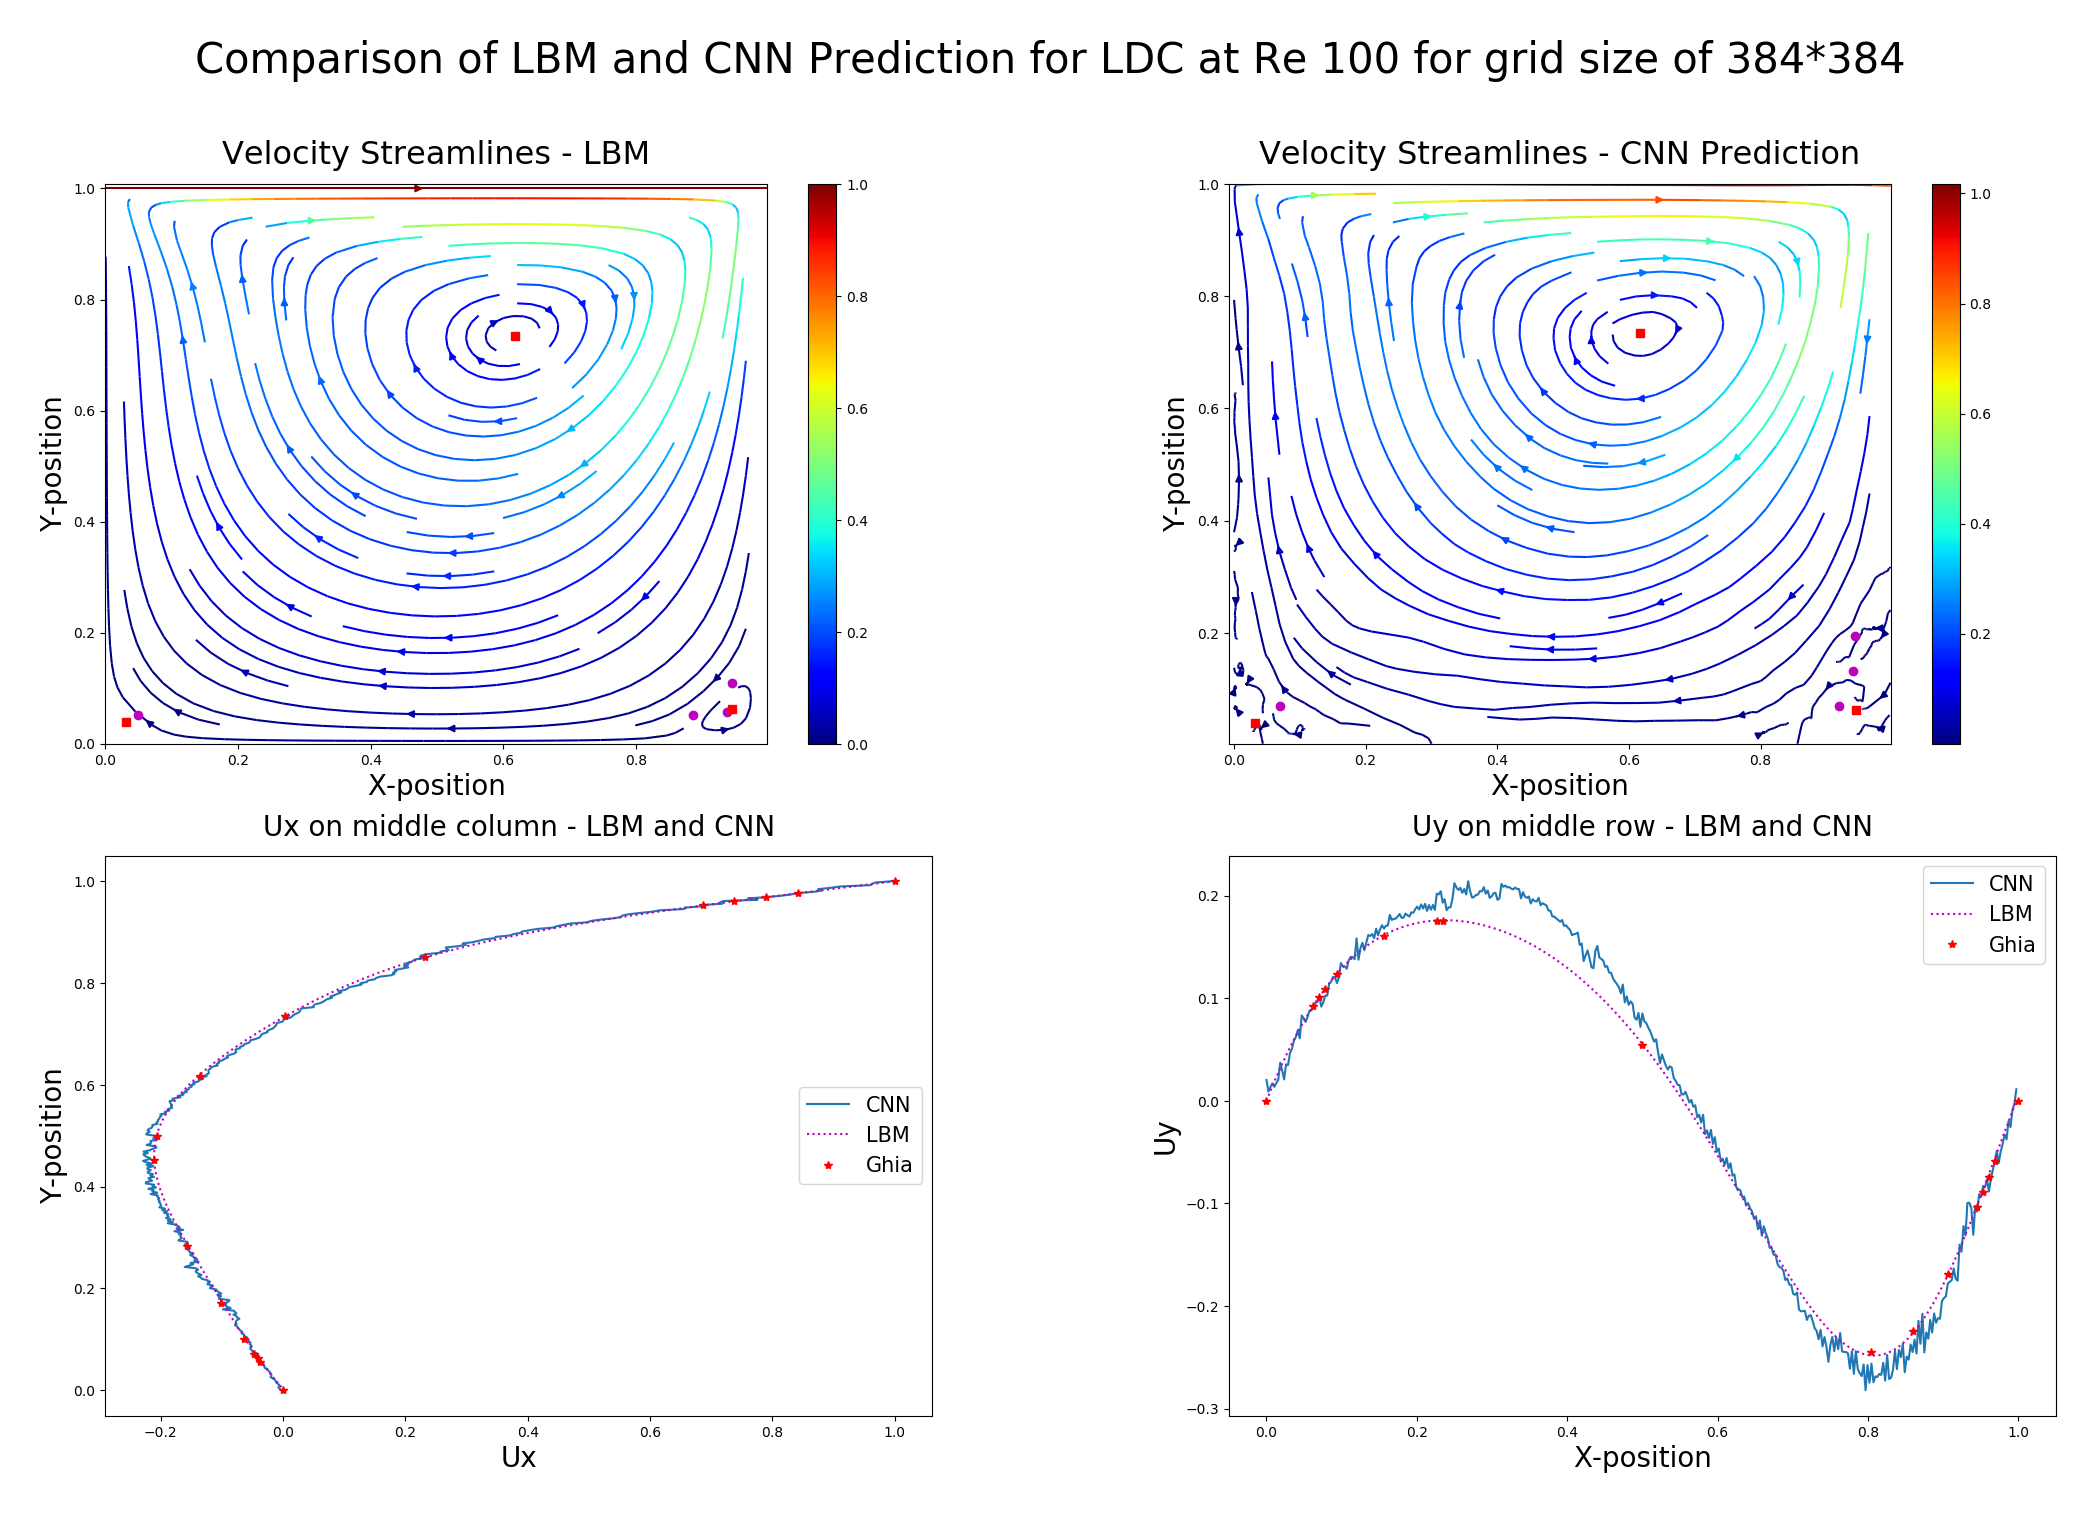 Comparison of LBM and CNN Prediction for LDC at Re 100 for grid size of 384*384
Velocity Streamlines - LBM
1.0
0.8
0.6
0.4
0.2
0.0
Y-position
0.0 0.2 0.4 0.6 0.8
X-position
1.0
0.8
0.6
0.4
0.2
0.0
Velocity Streamlines - CNN Prediction
1.0
0.8
0.6
0.4
0.2
Y-position
0.0 0.2 0.4 0.6 0.8
X-position
1.0
0.8
0.6
0.4
0.2
Ux on middle column - LBM and CNN
1.0
0.8
0.6
0.4
0.2
0.0
Y-position
−0.2 0.0 0.2 0.4 0.6 0.8 1.0
Ux
CNN
LBM
Ghia
Uy on middle row - LBM and CNN
0.2
0.1
0.0
−0.1
−0.2
−0.3
Uy
0.0 0.2 0.4 0.6 0.8 1.0
X-position
CNN
LBM
Ghia